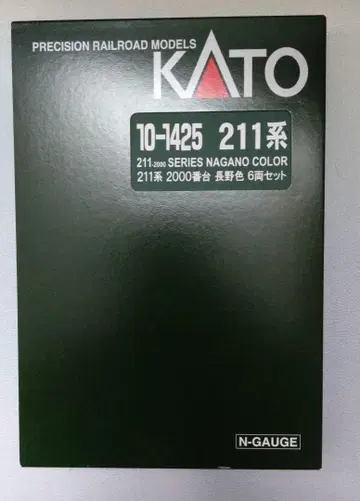 PRECISION RAILROAD MODELS
KATO
10-1425 211系
211-2000 SERIES NAGANO COLOR
211系 2000番台 長野色 6両セット
N-GAUGE